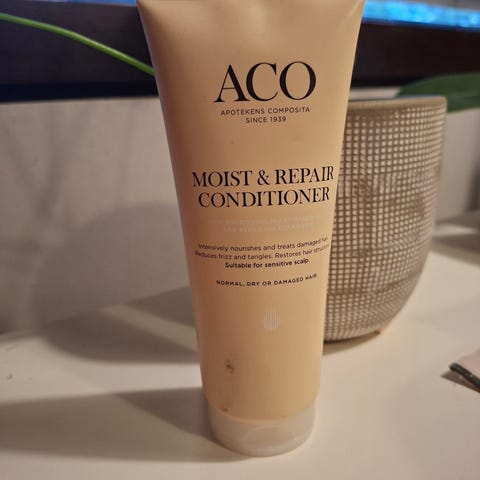 ACO
APOTEKENS COMPOSITA
SINCE 1939
MOIST & REPAIR
CONDITIONER
Intensively nourishes and treats damaged hair.
Reduces frizz and tangles. Restores hair structure.
Suitable for sensitive scalp.
NORMAL, DRY OR DAMAGED HAIR